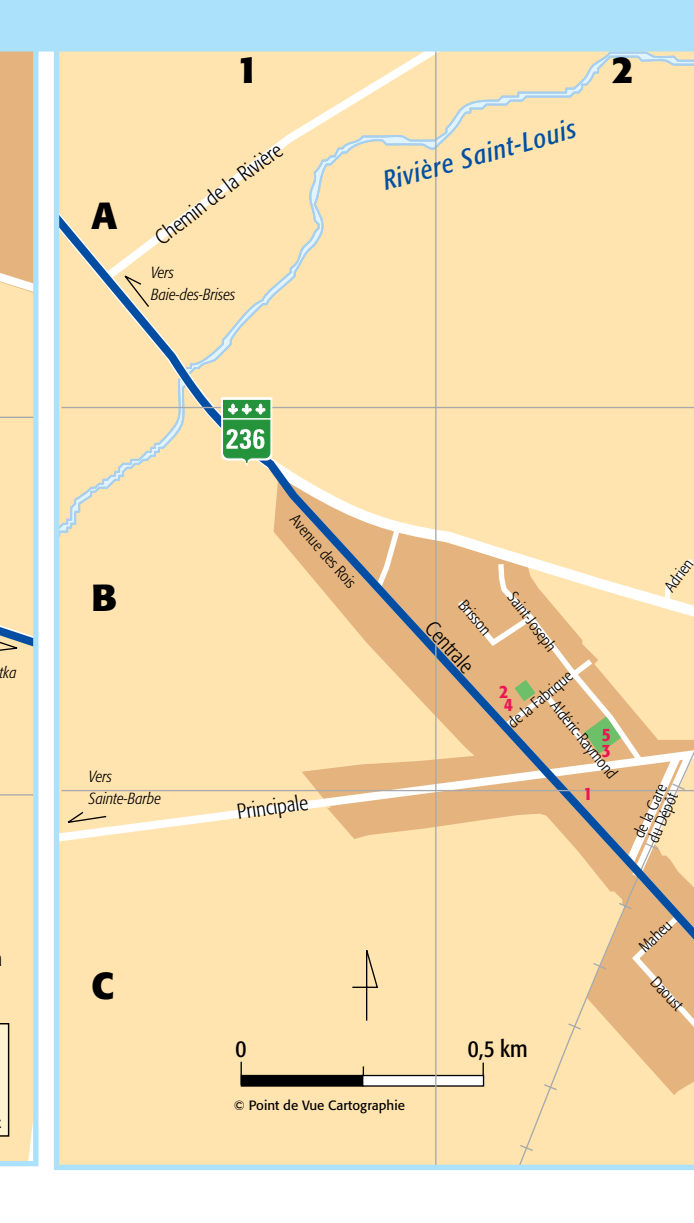 1
2
Rivière Saint-Louis
Chemin de la Rivière
A
Vers
Baie-des-Brises
236
Avenue des Rois
B
Adrien
Brisson
Saint-Joseph
Centrale
tka
2
4
de la Fabrique
Aldéric-Raymond
5
3
Vers
Sainte-Barbe
Principale
1
de la Gare
du Dépôt
Maheu
C
Daoust
0
0,5 km
© Point de Vue Cartographie